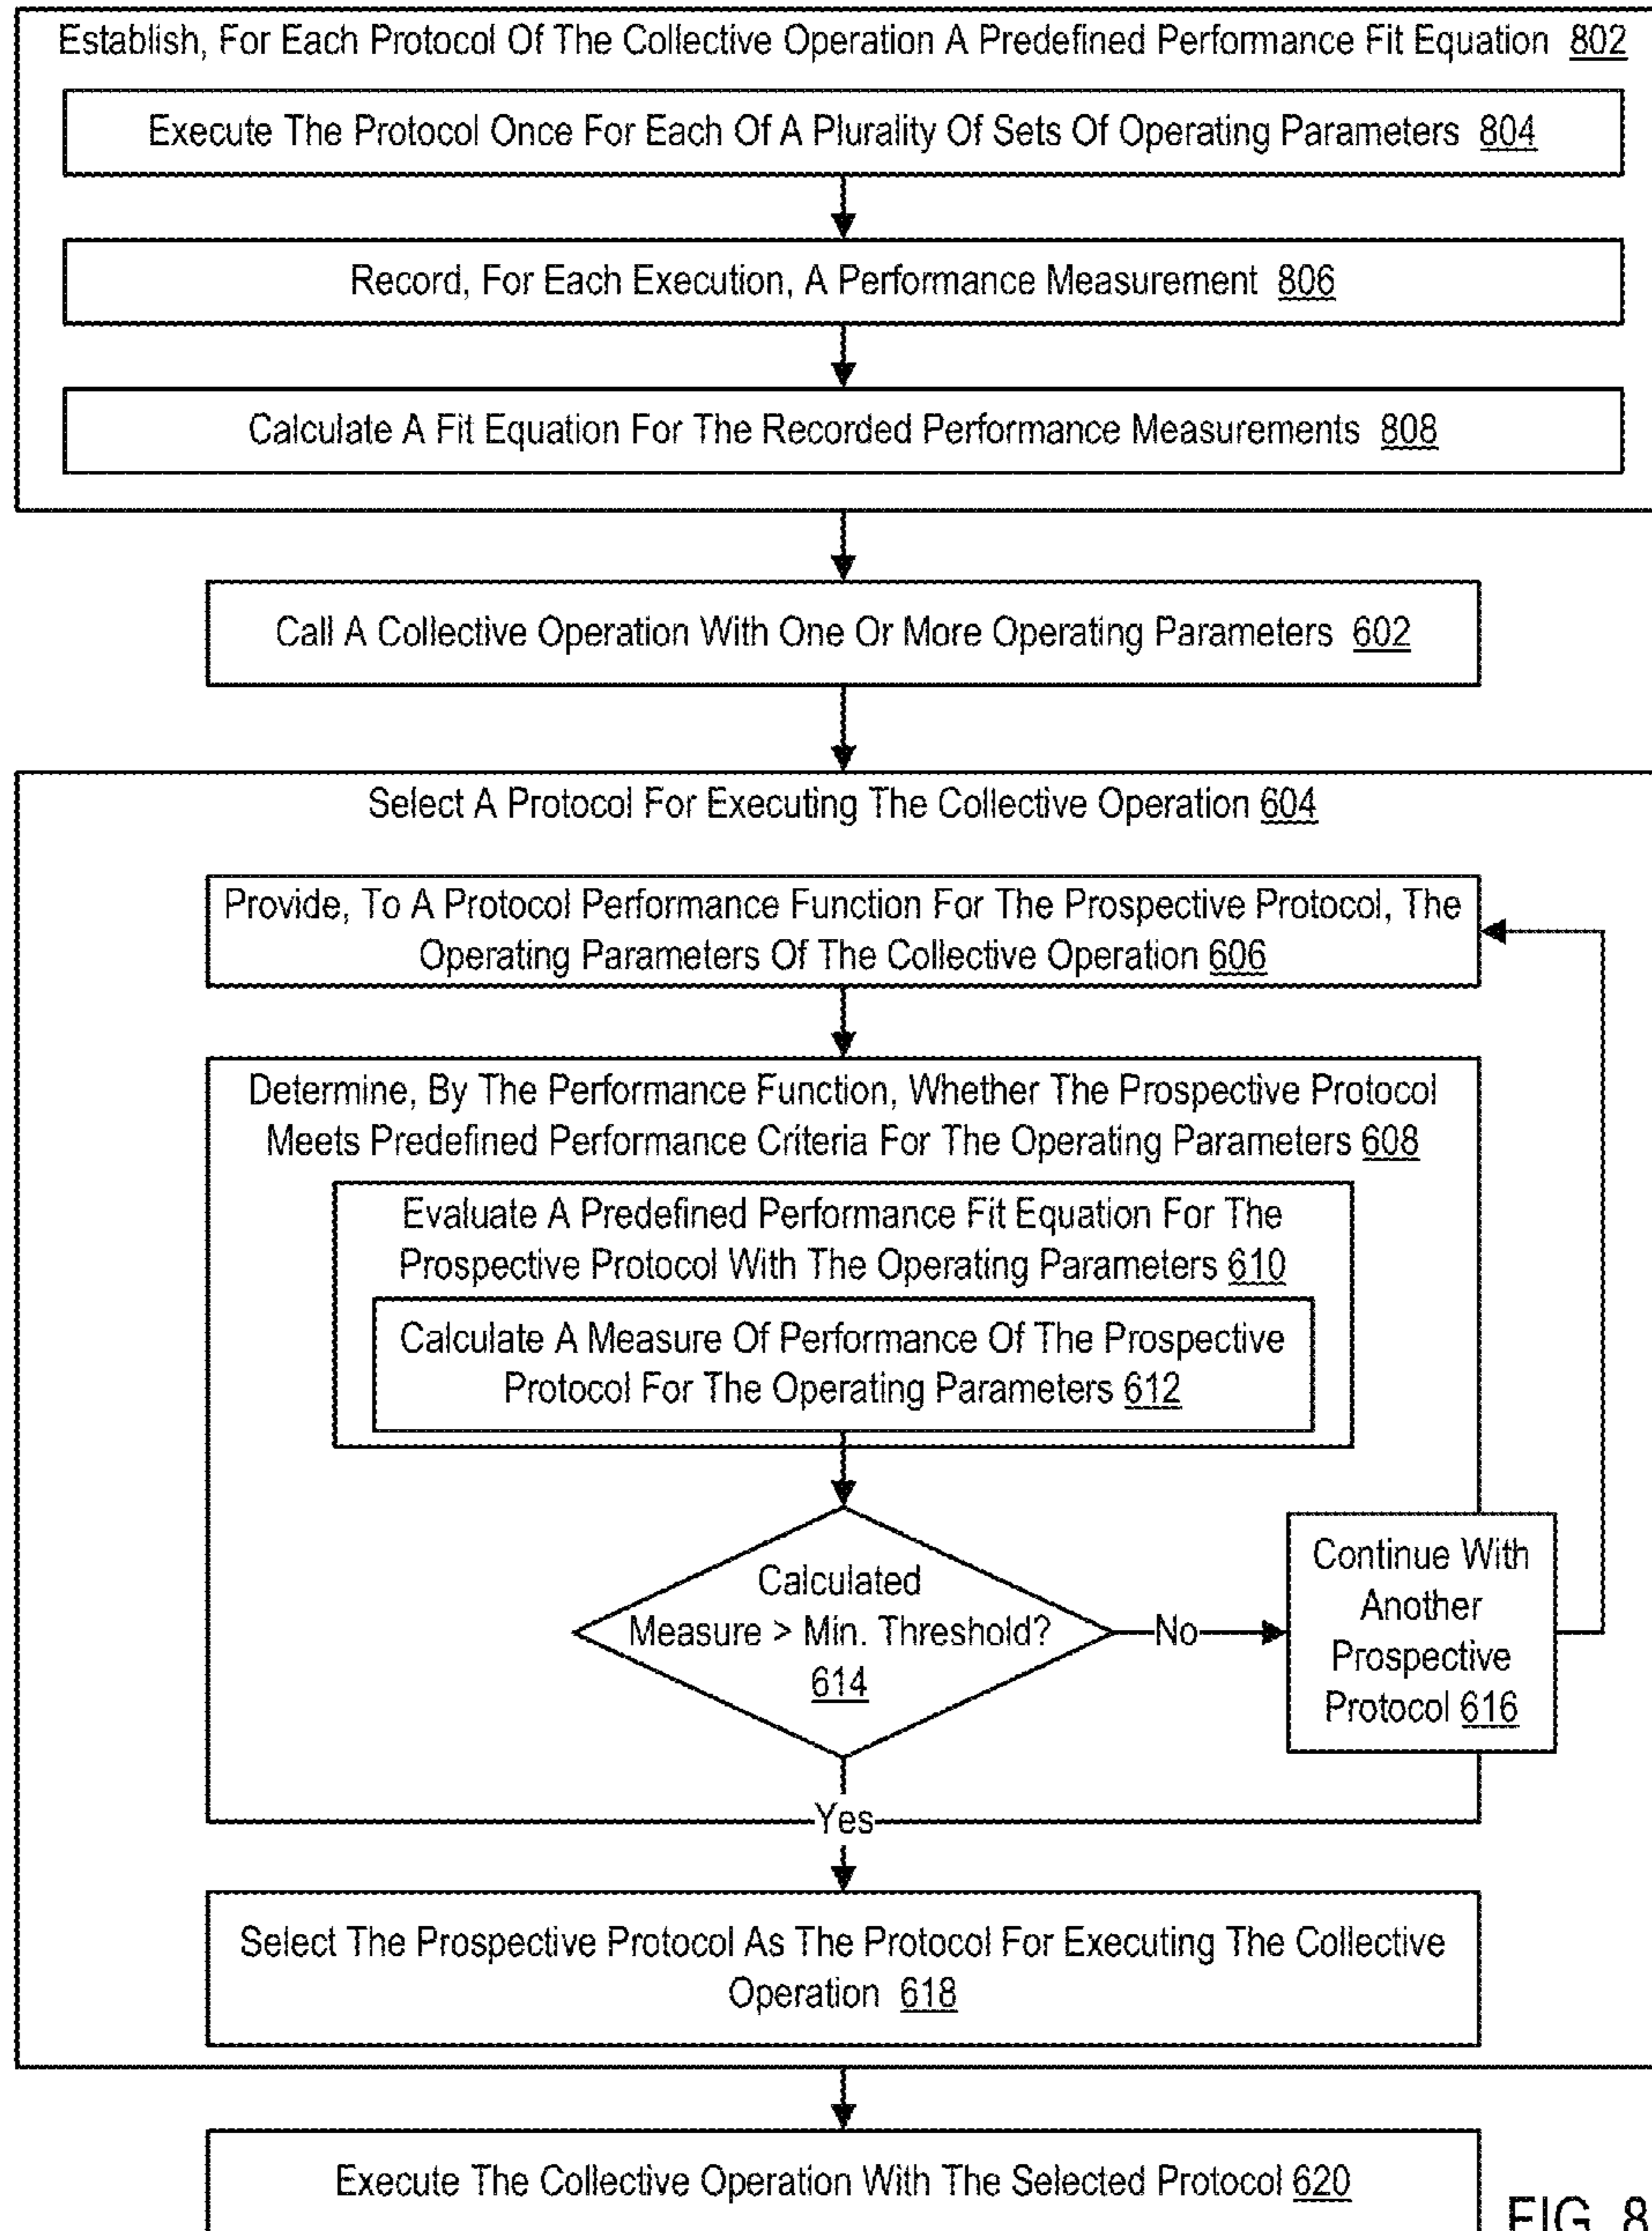 Establish, For Each Protocol Of The Collective Operation A Predefined Performance Fit Equation 802
Execute The Protocol Once For Each Of A Plurality Of Sets Of Operating Parameters 804
Record, For Each Execution, A Performance Measurement 806
Calculate A Fit Equation For The Recorded Performance Measurements 808
Call A Collective Operation With One Or More Operating Parameters 602
Select A Protocol For Executing The Collective Operation 604
Provide, To A Protocol Performance Function For The Prospective Protocol, The
Operating Parameters Of The Collective Operation 606
Determine, By The Performance Function, Whether The Prospective Protocol
Meets Predefined Performance Criteria For The Operating Parameters 608
Evaluate A Predefined Performance Fit Equation For The
Prospective Protocol With The Operating Parameters 610
Calculate A Measure Of Performance Of The Prospective
Protocol For The Operating Parameters 612
Calculated
Measure > Min. Threshold?
614
No
Continue With
Another
Prospective
Protocol 616
Yes
Select The Prospective Protocol As The Protocol For Executing The Collective
Operation 618
Execute The Collective Operation With The Selected Protocol 620
FIG. 8